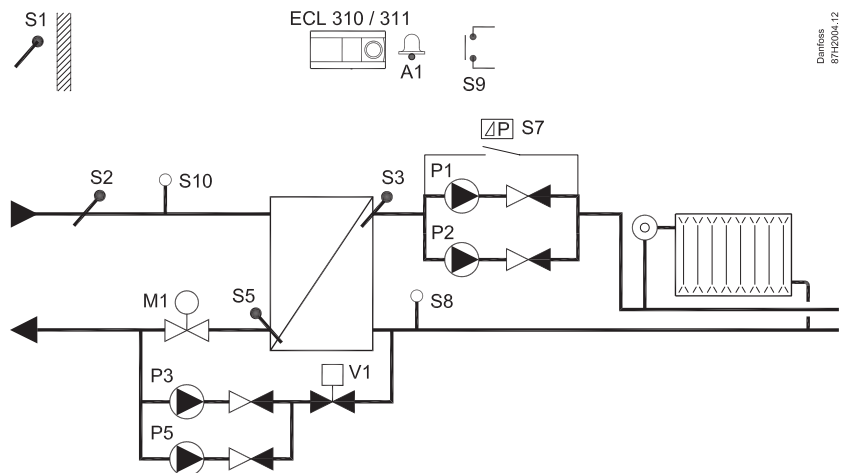 S1
ECL 310 / 311
A1
S9
Danfoss
87H2004.12
P S7
S2
S10
S3
P1
P2
M1
S5
S8
P3
V1
P5